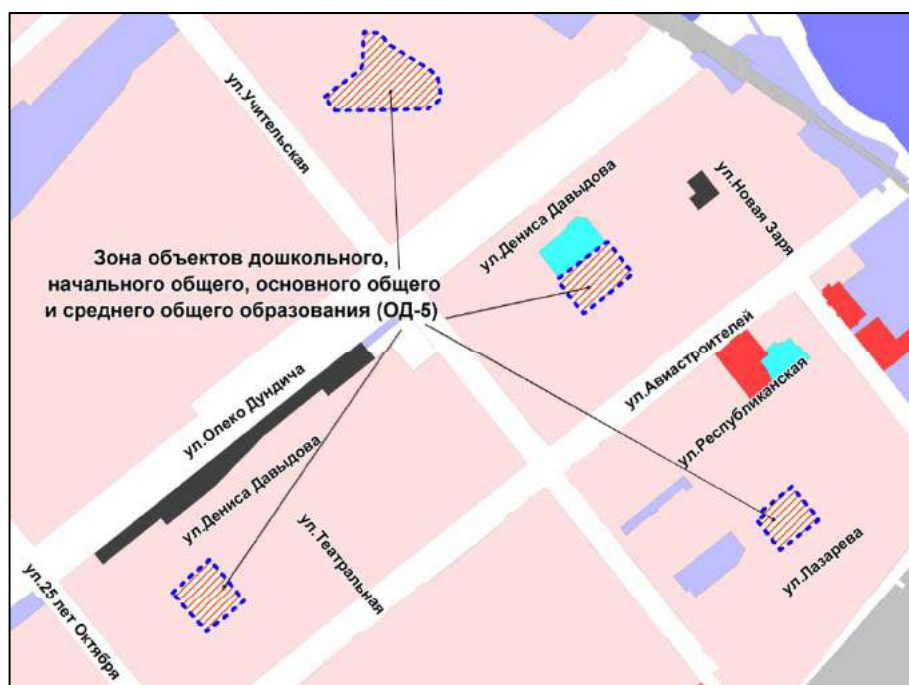 ул.Учительская
ул.Дениса Давыдова
ул.Новая Заря
Зона объектов дошкольного,
начального общего, основного общего
и среднего общего образования (ОД-5)
ул.Авиастроителей
ул.Олеко Дундича
ул.Республиканская
ул.Дениса Давыдова
ул.Театральная
ул.Лазарева
ул.25 лет Октября